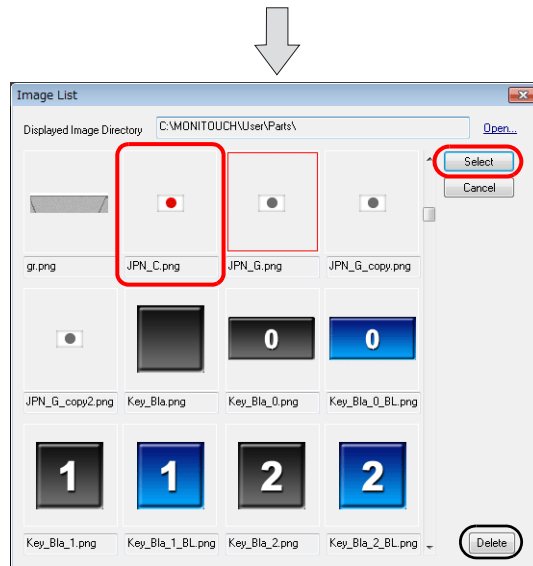 Image List
Displayed Image Directory C:\MONITOUCH\User\Parts\ Open...
Select
Cancel
gr.png JPN_C.png JPN_G.png JPN_G_copy.png
0 0
JPN_G_copy2.png Key_Bla.png Key_Bla_0.png Key_Bla_0_BL.png
1 1 2 2
Key_Bla_1.png Key_Bla_1_BL.png Key_Bla_2.png Key_Bla_2_BL.png
Delete